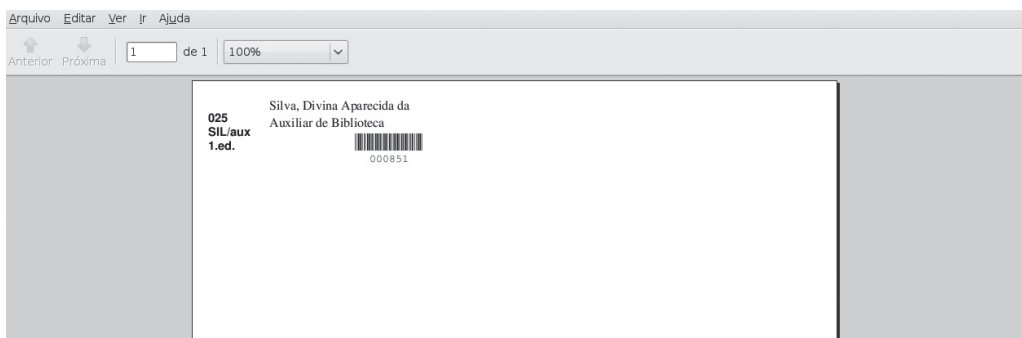 Arquivo Editar Ver Ir Ajuda
Anterior Próxima 1 de 1 100%
025
SIL/aux
1.ed.
Silva, Divina Aparecida da
Auxiliar de Biblioteca
000851